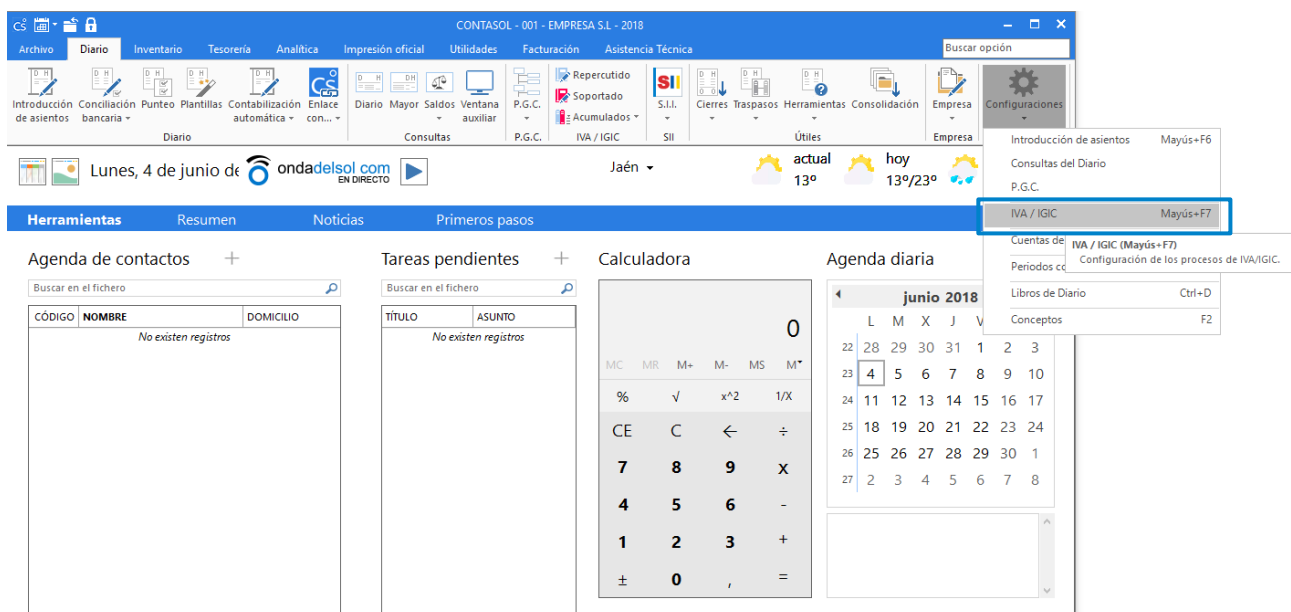 CONTASOL - 001 - EMPRESA S.L - 2018
Archivo Diario Inventario Tesorería Analítica Impresión oficial Utilidades Facturación Asistencia Técnica Buscar opción
Introducción de asientos
Conciliación bancaria
Punteo
Plantillas
Contabilización automática
Enlace con...
Diario
Diario
Mayor
Saldos
Ventana auxiliar
Consultas
P.G.C.
P.G.C.
Repercutido
Soportado
Acumulados
IVA / IGIC
SII
S.I.I.
SII
Cierres
Traspasos
Herramientas
Consolidación
Útiles
Empresa
Empresa
Configuraciones
Introducción de asientos Mayús+F6
Consultas del Diario
P.G.C.
IVA / IGIC Mayús+F7
Cuentas de
IVA / IGIC (Mayús+F7)
Configuración de los procesos de IVA/IGIC.
Periodos co
Libros de Diario Ctrl+D
Conceptos F2
Lunes, 4 de junio de
ondadelsol com
EN DIRECTO
Jaén
actual
13º
hoy
13º/23º
Herramientas Resumen Noticias Primeros pasos
Agenda de contactos +
Buscar en el fichero
CÓDIGO NOMBRE DOMICILIO
No existen registros
Tareas pendientes +
Buscar en el fichero
TÍTULO ASUNTO
No existen registros
Calculadora
0
MC MR M+ M- MS M
% √ x^2 1/X
CE C ← ÷
7 8 9 x
4 5 6 -
1 2 3 +
± 0 , =
Agenda diaria
junio 2018
L M X J V
22 28 29 30 31 1 2 3
23 4 5 6 7 8 9 10
24 11 12 13 14 15 16 17
25 18 19 20 21 22 23 24
26 25 26 27 28 29 30 1
27 2 3 4 5 6 7 8